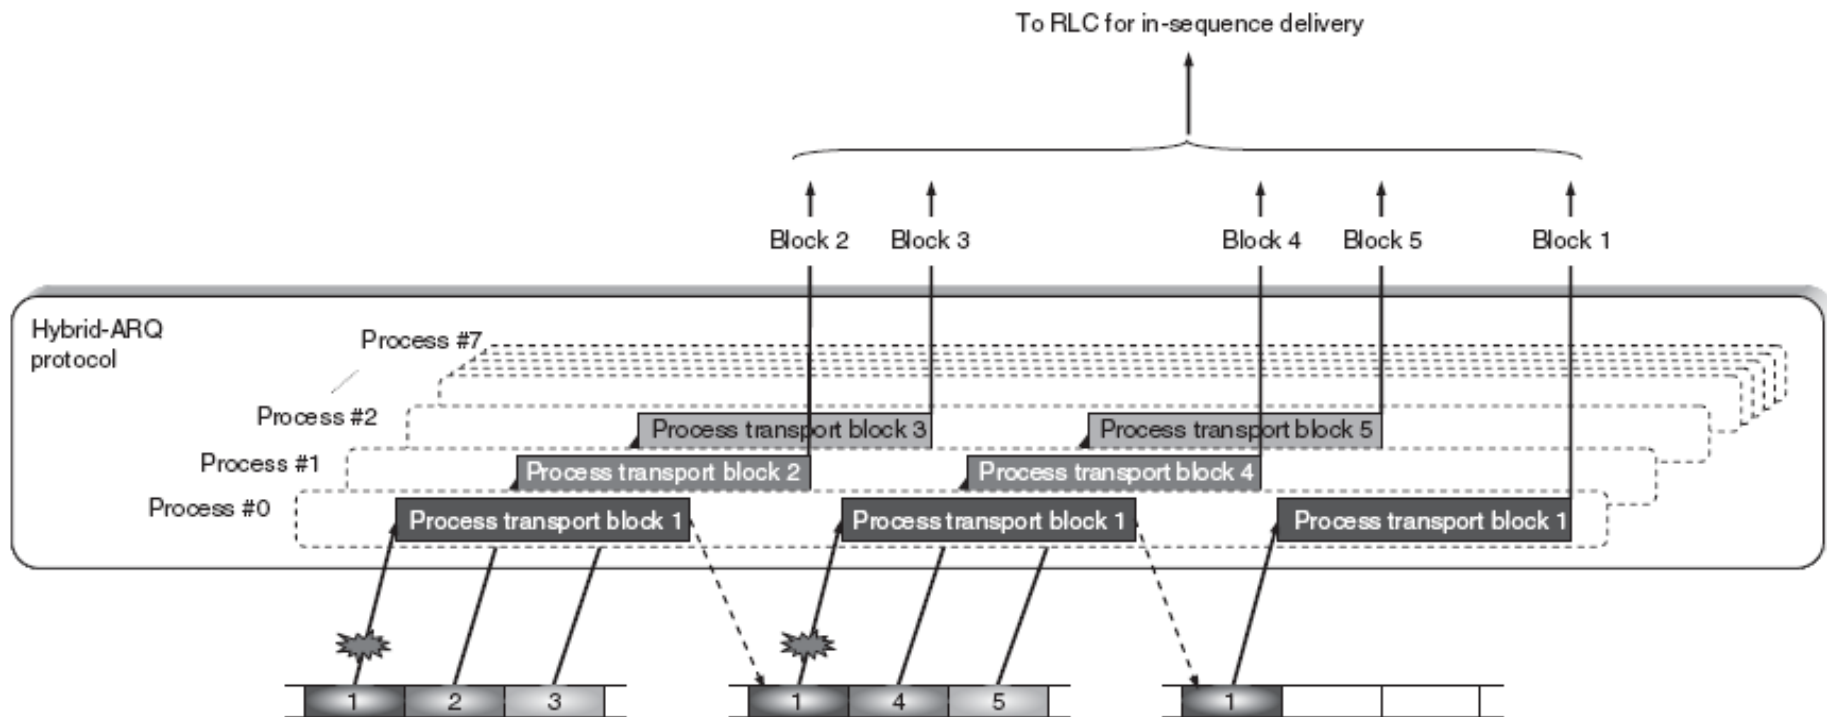 To RLC for in-sequence delivery
Block 2 Block 3 Block 4 Block 5 Block 1
Hybrid-ARQ
protocol
Process #7
Process #2
Process transport block 3 Process transport block 5
Process #1
Process transport block 2 Process transport block 4
Process #0
Process transport block 1 Process transport block 1 Process transport block 1
1 2 3 1 4 5 1